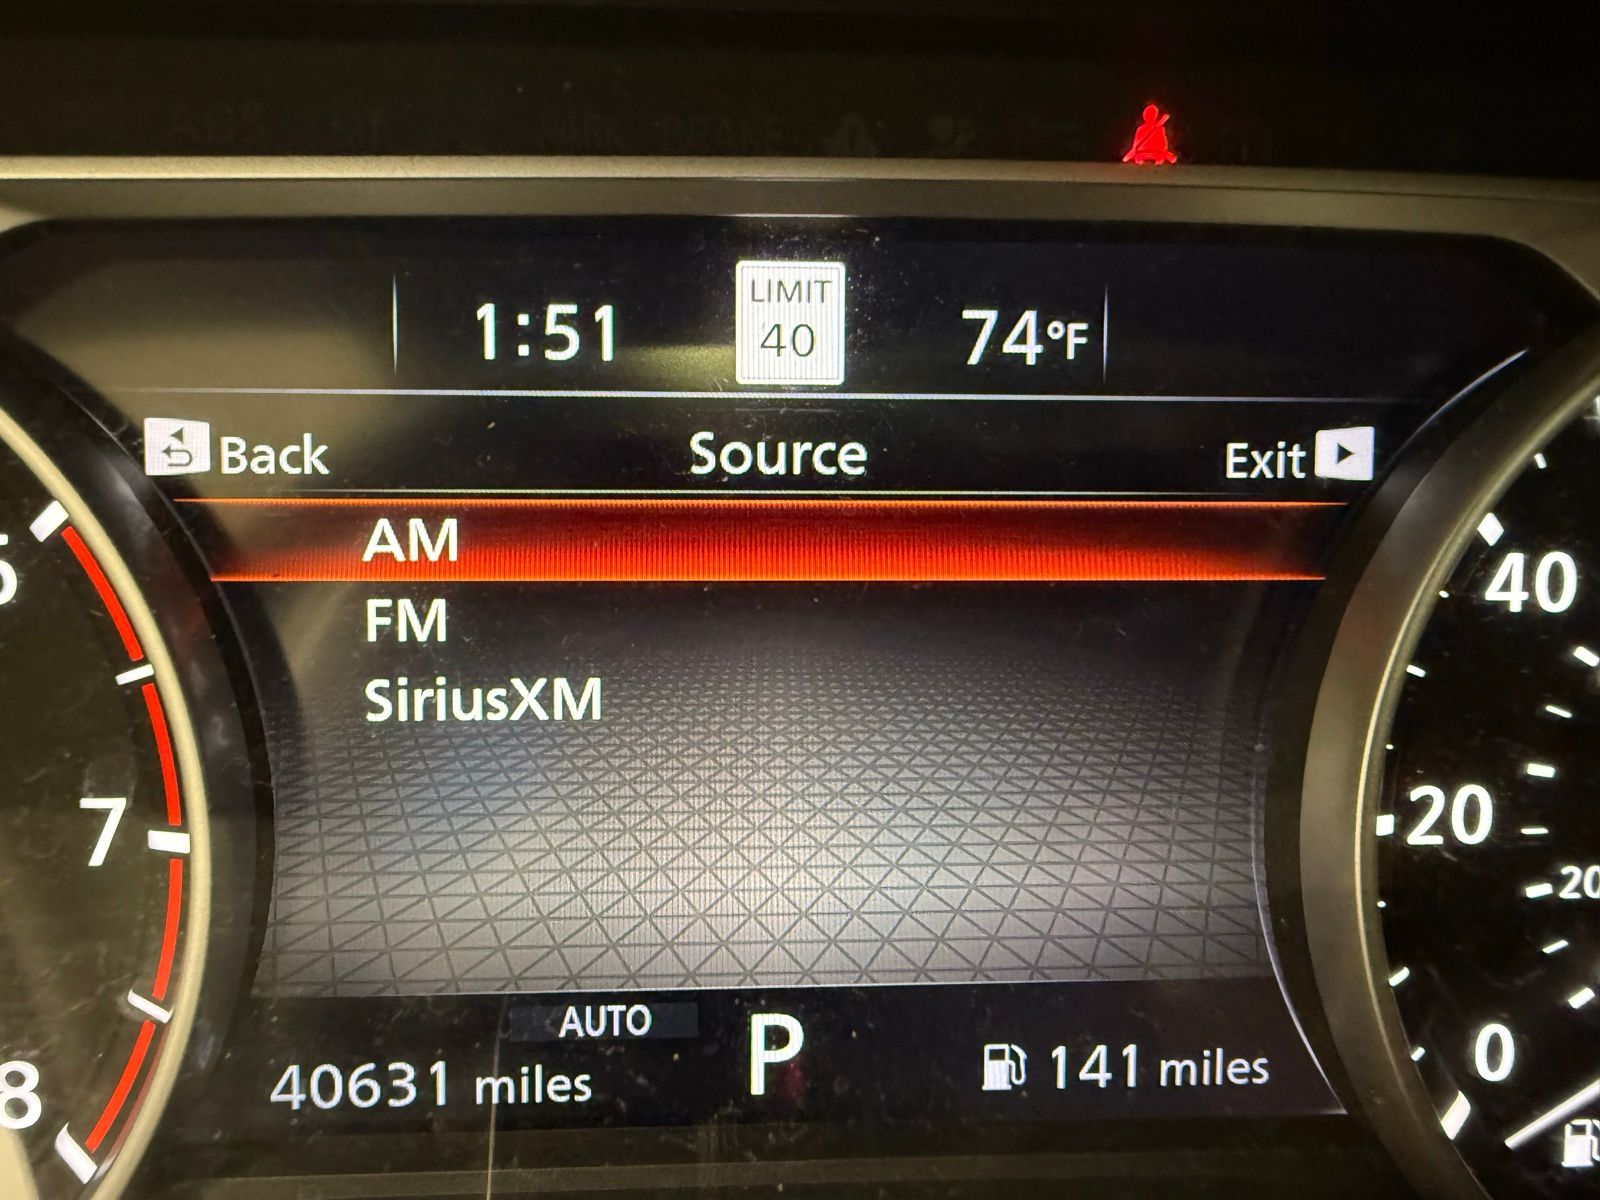 1:51
LIMIT
40
74°F
Back
Source
Exit
AM
FM
SiriusXM
7
8
40
20
20
0
AUTO
P
40631 miles
141 miles